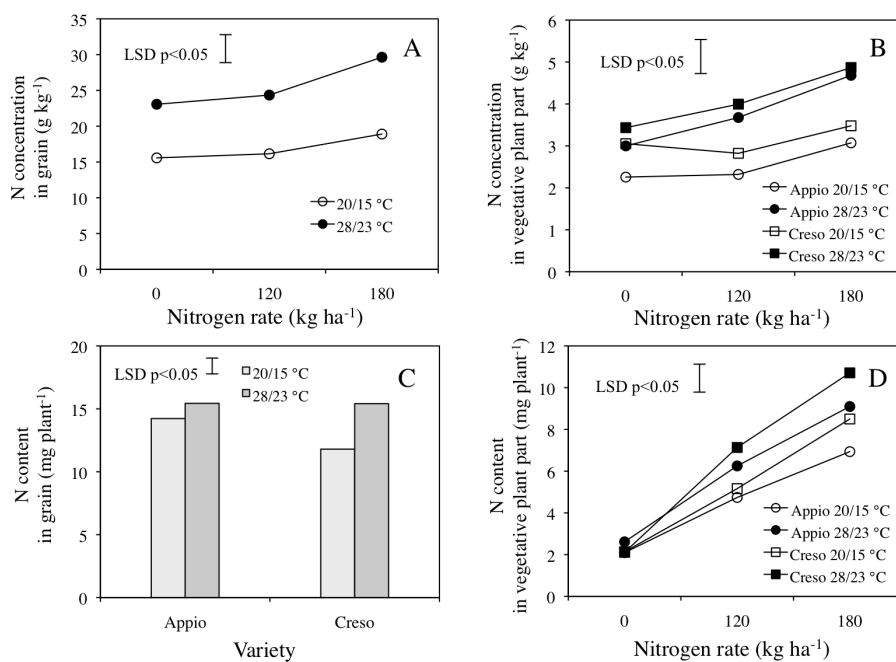 A
LSD p<0.05
N concentration
in grain (g kg-1)
35
30
25
20
15
10
5
0
20/15 °C
28/23 °C
0 120 180
Nitrogen rate (kg ha-1)
B
LSD p<0.05
N concentration
in vegetative plant part (g kg-1)
6
5
4
3
2
1
0
Appio 20/15 °C
Appio 28/23 °C
Creso 20/15 °C
Creso 28/23 °C
0 120 180
Nitrogen rate (kg ha-1)
C
LSD p<0.05
20/15 °C
28/23 °C
N content
in grain (mg plant-1)
20
15
10
5
0
Appio Creso
Variety
D
LSD p<0.05
N content
in vegetative plant part (mg plant-1)
12
10
8
6
4
2
0
Appio 20/15 °C
Appio 28/23 °C
Creso 20/15 °C
Creso 28/23 °C
0 120 180
Nitrogen rate (kg ha-1)